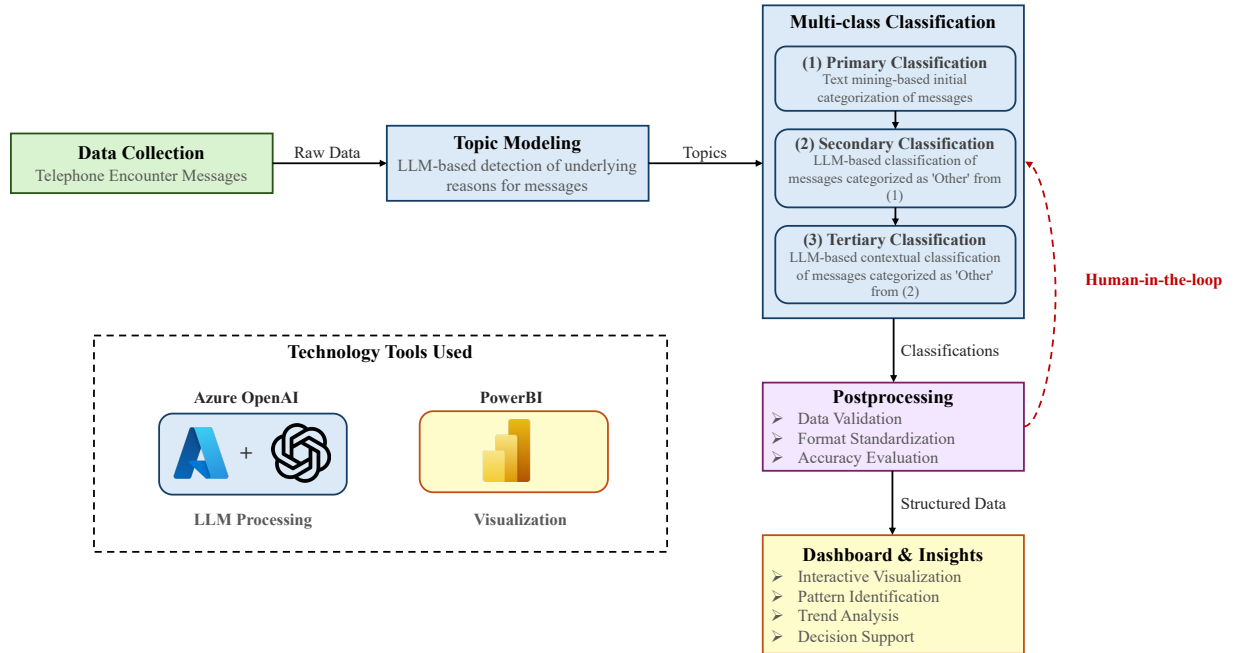 Data Collection
Telephone Encounter Messages
Raw Data
Topic Modeling
LLM-based detection of underlying
reasons for messages
Topics
Multi-class Classification
(1) Primary Classification
Text mining-based initial
categorization of messages
(2) Secondary Classification
LLM-based classification of
messages categorized as 'Other' from
(1)
(3) Tertiary Classification
LLM-based contextual classification
of messages categorized as 'Other'
from (2)
Human-in-the-loop
Classifications
Postprocessing
➢ Data Validation
➢ Format Standardization
➢ Accuracy Evaluation
Structured Data
Dashboard & Insights
➢ Interactive Visualization
➢ Pattern Identification
➢ Trend Analysis
➢ Decision Support
Technology Tools Used
Azure OpenAI
+
LLM Processing
PowerBI
Visualization